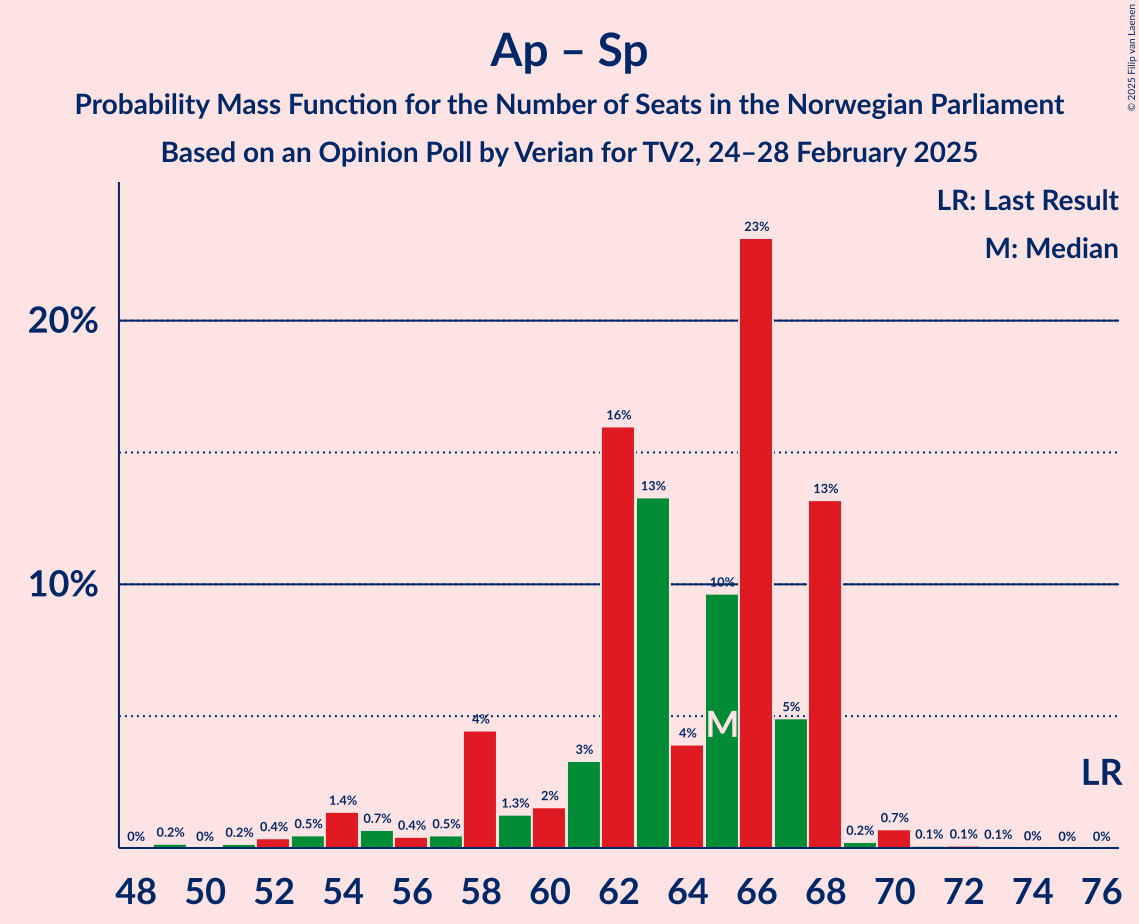 Ap – Sp
Probability Mass Function for the Number of Seats in the Norwegian Parliament
Based on an Opinion Poll by Verian for TV2, 24–28 February 2025
© 2025 Filip van Laenen
LR: Last Result
M: Median
20%
10%
0% 0.2% 0% 0.2% 0.4% 0.5% 1.4% 0.7% 0.4% 0.5% 4% 1.3% 2% 3% 16% 13% 4% 10% 23% 5% 13% 0.2% 0.7% 0.1% 0.1% 0.1% 0% 0% 0%
M
LR
48 50 52 54 56 58 60 62 64 66 68 70 72 74 76